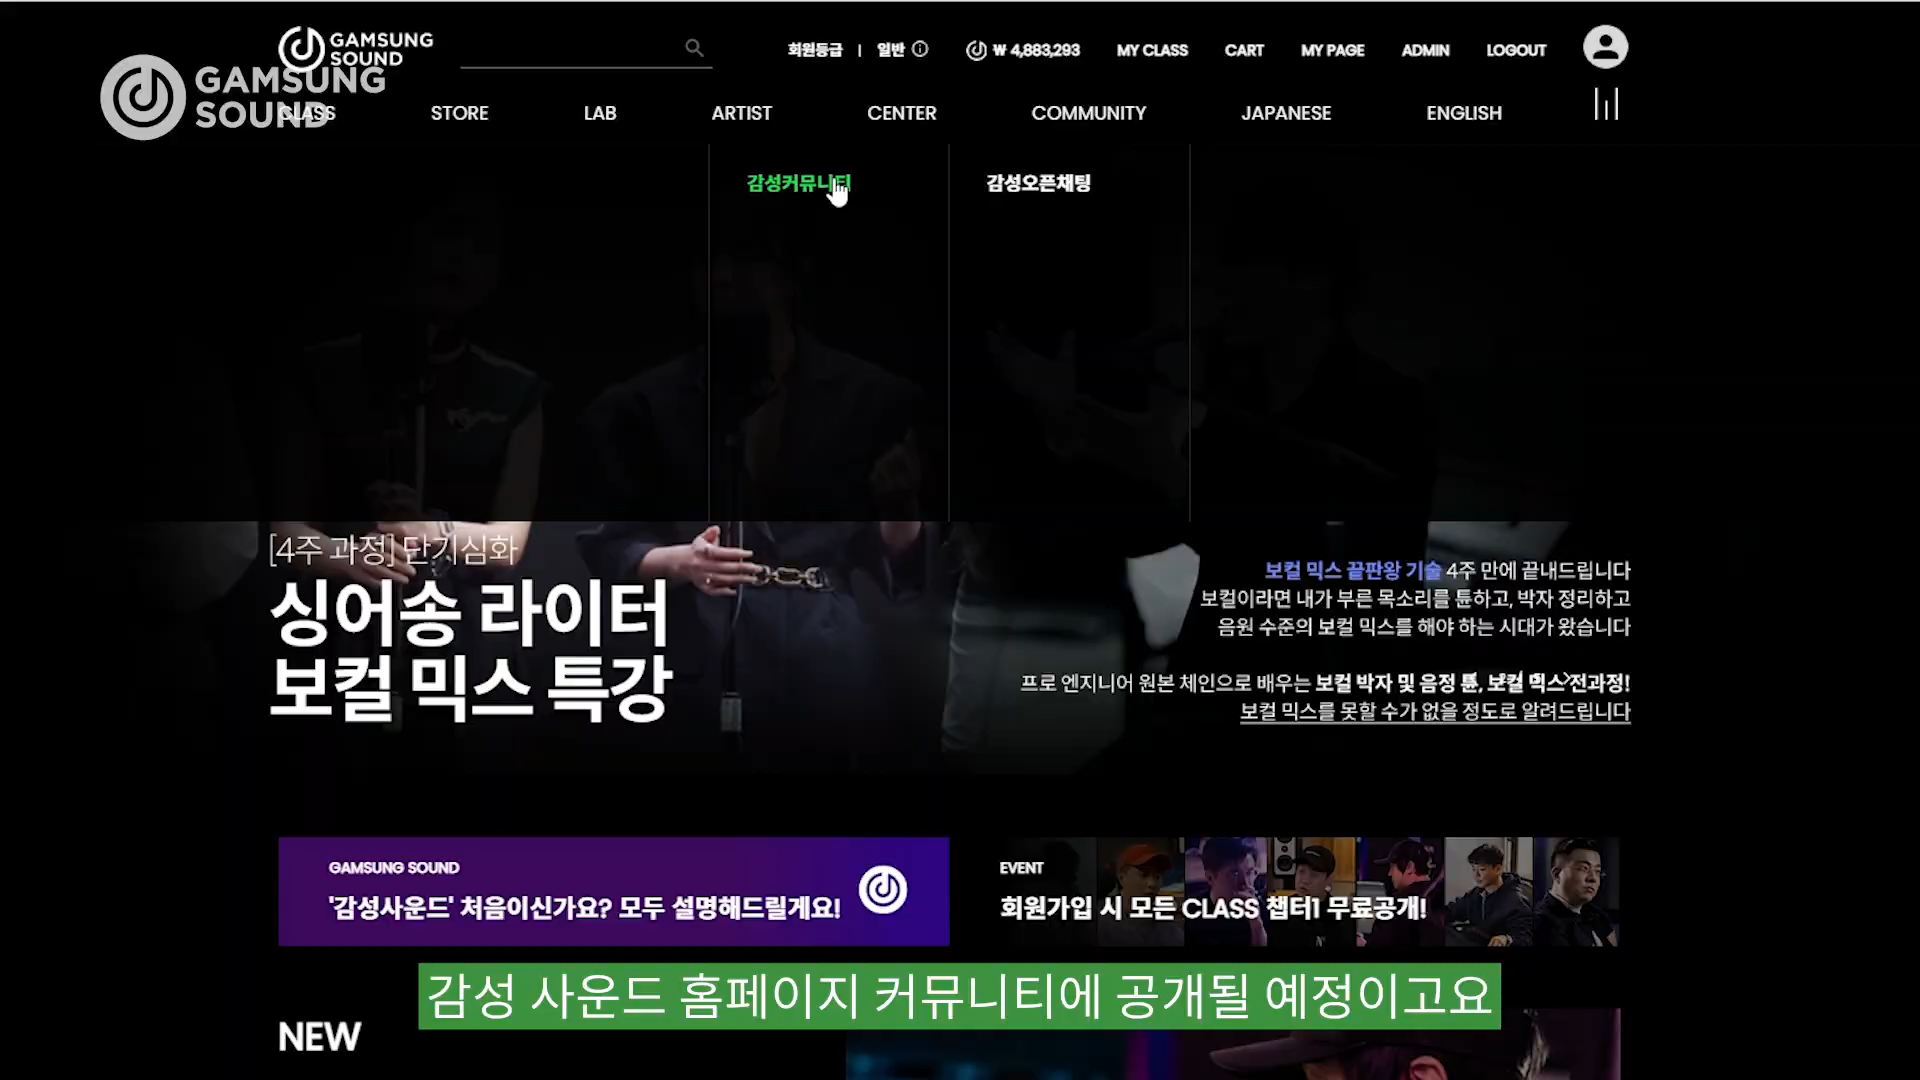 GAMSUNG
SOUND
회원등급 | 일반
₩ 4,883,293
MY CLASS
CART
MY PAGE
ADMIN
LOGOUT
GAMSUNG
SOUND
CLASS
STORE
LAB
ARTIST
CENTER
COMMUNITY
JAPANESE
ENGLISH
감성커뮤니티
감성오픈채팅
[4주 과정] 단기심화
싱어송 라이터
보컬 믹스 특강
보컬 믹스 끝판왕 기술 4주 만에 끝내드립니다
보컬이라면 내가 부른 목소리를 튠하고, 박자 정리하고
음원 수준의 보컬 믹스를 해야 하는 시대가 왔습니다
프로 엔지니어 원본 체인으로 배우는 보컬 박자 및 음정 튠, 보컬 믹스 전과정!
보컬 믹스를 못할 수가 없을 정도로 알려드립니다
GAMSUNG SOUND
'감성사운드' 처음이신가요? 모두 설명해드릴게요!
EVENT
회원가입 시 모든 CLASS 챕터1 무료공개!
감성 사운드 홈페이지 커뮤니티에 공개될 예정이고요
NEW